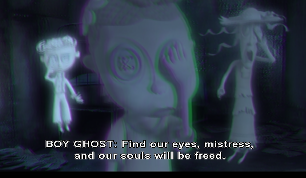 BOY GHOST: Find our eyes, mistress,
and our souls will be freed.